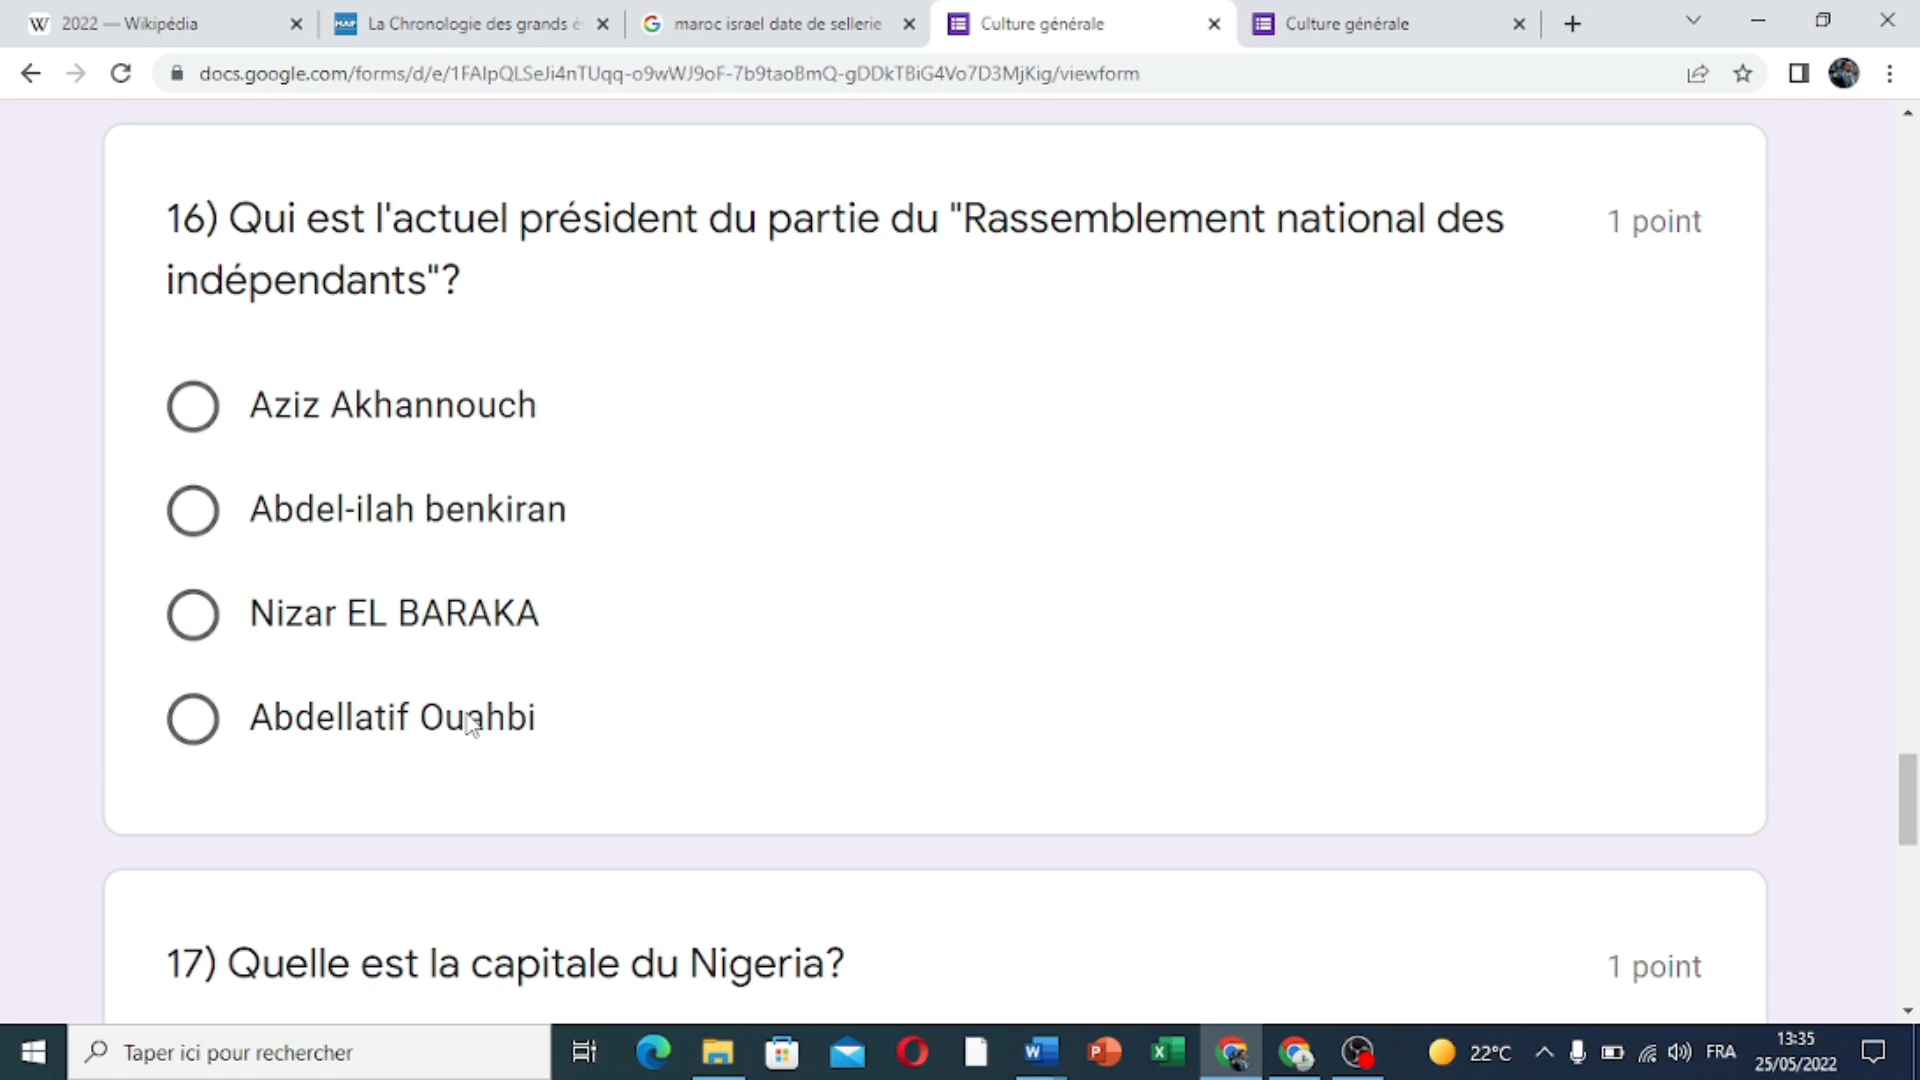 2022 — Wikipédia
La Chronologie des grands é
maroc israel date de sellerie
Culture générale
Culture générale
docs.google.com/forms/d/e/1FAIpQLSeJi4nTUqq-o9wWJ9oF-7b9taoBmQ-gDDkTBiG4Vo7D3MjKig/viewform
16) Qui est l'actuel président du partie du "Rassemblement national des
indépendants"?
1 point
Aziz Akhannouch
Abdel-ilah benkiran
Nizar EL BARAKA
Abdellatif Ouahbi
17) Quelle est la capitale du Nigeria?
1 point
Taper ici pour rechercher
22°C
FRA
13:35
25/05/2022